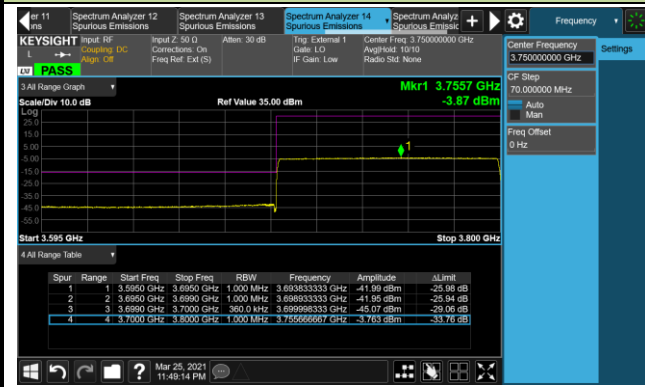 er 11
ons
Spectrum Analyzer 12
Spurious Emissions
Spectrum Analyzer 13
Spurious Emissions
Spectrum Analyzer 14
Spurious Emissions
Spectrum Analyz
Spurious Emissic
+
Frequency
KEYSIGHT
L
LXI PASS
Input: RF
Coupling: DC
Align: Off
Input Z: 50 Ω
Corrections: On
Freq Ref: Ext (S)
Atten: 30 dB
Trig: External 1
Gate: LO
IF Gain: Low
Center Freq: 3.750000000 GHz
Avg|Hold: 10/10
Radio Std: None
Center Frequency
3.750000000 GHz
Settings
CF Step
70.000000 MHz
Auto
Man
Freq Offset
0 Hz
3 All Range Graph
Mkr1 3.7557 GHz
Scale/Div 10.0 dB
Ref Value 35.00 dBm
-3.87 dBm
Log
25.0
15.0
5.00
-5.00
-15.0
-25.0
-35.0
-45.0
-55.0
1
Start 3.595 GHz
Stop 3.800 GHz
4 All Range Table
Spur Range Start Freq Stop Freq RBW Frequency Amplitude ΔLimit
1 1 3.5950 GHz 3.6950 GHz 1.000 MHz 3.693833333 GHz -41.99 dBm -25.98 dB
2 2 3.6950 GHz 3.6990 GHz 1.000 MHz 3.698933333 GHz -41.95 dBm -25.94 dB
3 3 3.6990 GHz 3.7000 GHz 360.0 kHz 3.699998333 GHz -45.07 dBm -29.06 dB
4 4 3.7000 GHz 3.8000 GHz 1.000 MHz 3.755666667 GHz -3.763 dBm -33.76 dB
?
Mar 25, 2021
11:49:14 PM